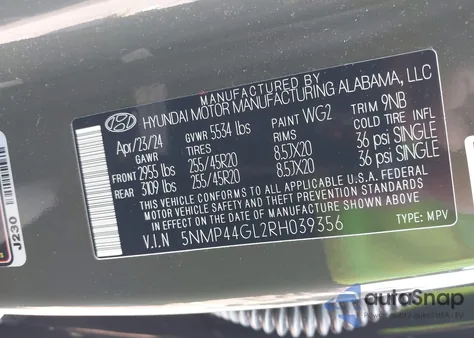 MANUFACTURED BY
HYUNDAI MOTOR MANUFACTURING ALABAMA, LLC
Apr/23/24 GVWR 5534 lbs PAINT WG2 TRIM 9NB
GAWR TIRES RIMS COLD TIRE INFL
FRONT 2955 lbs 255/45R20 8.5JX20 36 psi SINGLE
REAR 3109 lbs 255/45R20 8.5JX20 36 psi SINGLE
THIS VEHICLE CONFORMS TO ALL APPLICABLE U.S.A FEDERAL
MOTOR VEHICLE SAFETY AND THEFT PREVENTION STANDARDS
IN EFFECT ON THE DATE OF MANUFACTURE SHOWN ABOVE.
V.I.N 5NMP44GL2RH039356 TYPE: MPV
J230
autoSnap